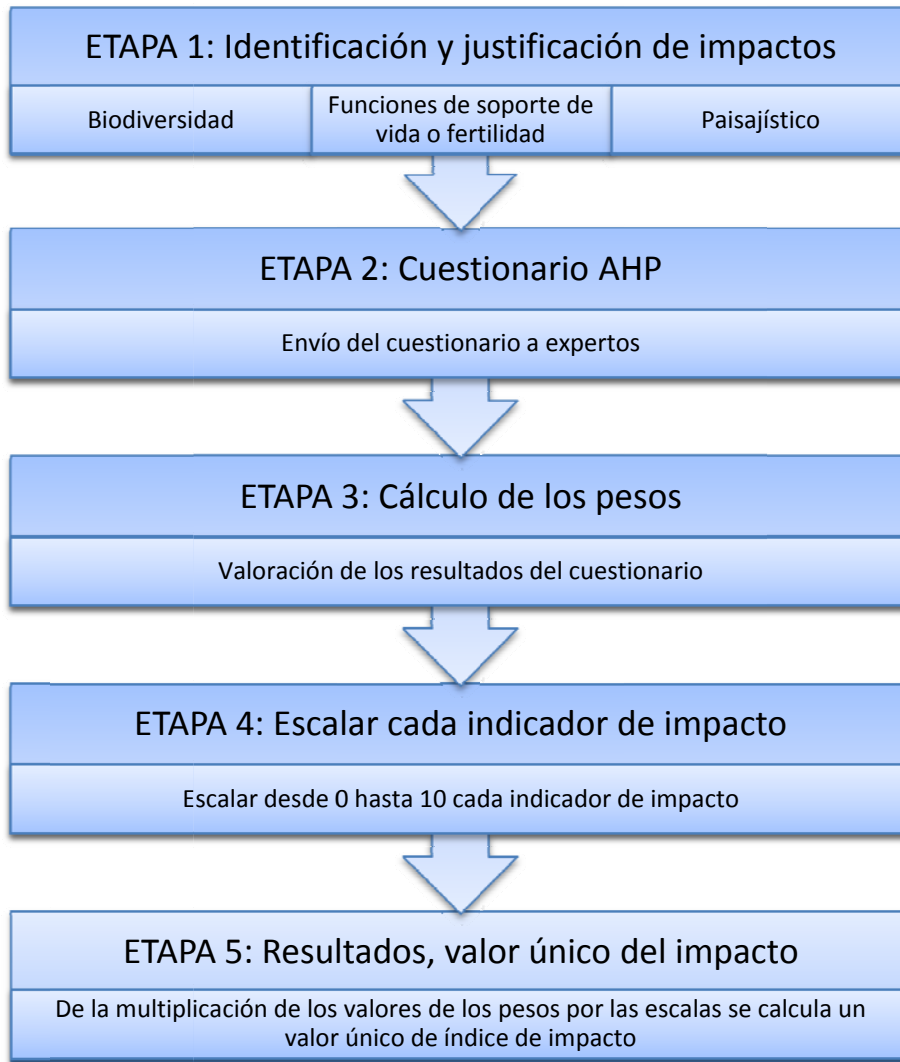 ETAPA 1: Identificación y justificación de impactos
Biodiversidad
Funciones de soporte de
vida o fertilidad
Paisajístico
ETAPA 2: Cuestionario AHP
Envío del cuestionario a expertos
ETAPA 3: Cálculo de los pesos
Valoración de los resultados del cuestionario
ETAPA 4: Escalar cada indicador de impacto
Escalar desde 0 hasta 10 cada indicador de impacto
ETAPA 5: Resultados, valor único del impacto
De la multiplicación de los valores de los pesos por las escalas se calcula un
valor único de índice de impacto